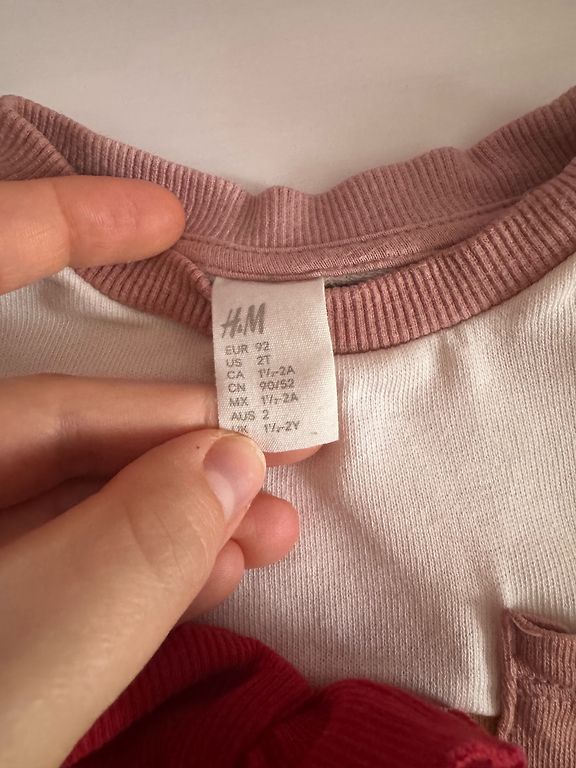 H&M
EUR 92
US 2T
CA 1½-2A
CN 90/52
MX 1½-2A
AUS 2
UK 1½-2Y